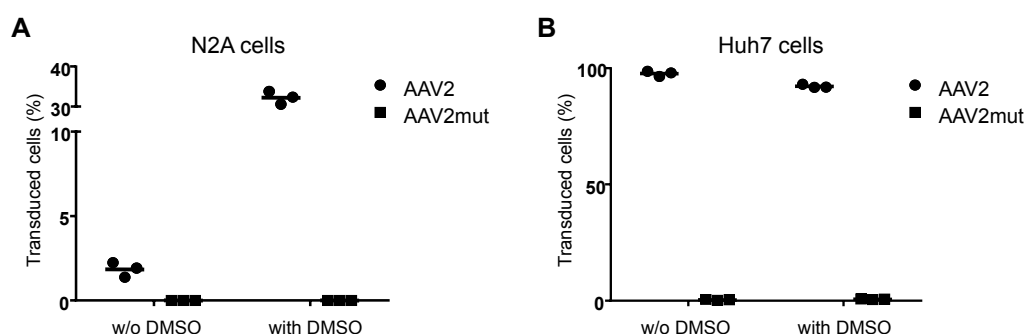 A
N2A cells
Transduced cells (%)
40
30
10
5
0
w/o DMSO
with DMSO
AAV2
AAV2mut
B
Huh7 cells
Transduced cells (%)
100
50
0
w/o DMSO
with DMSO
AAV2
AAV2mut